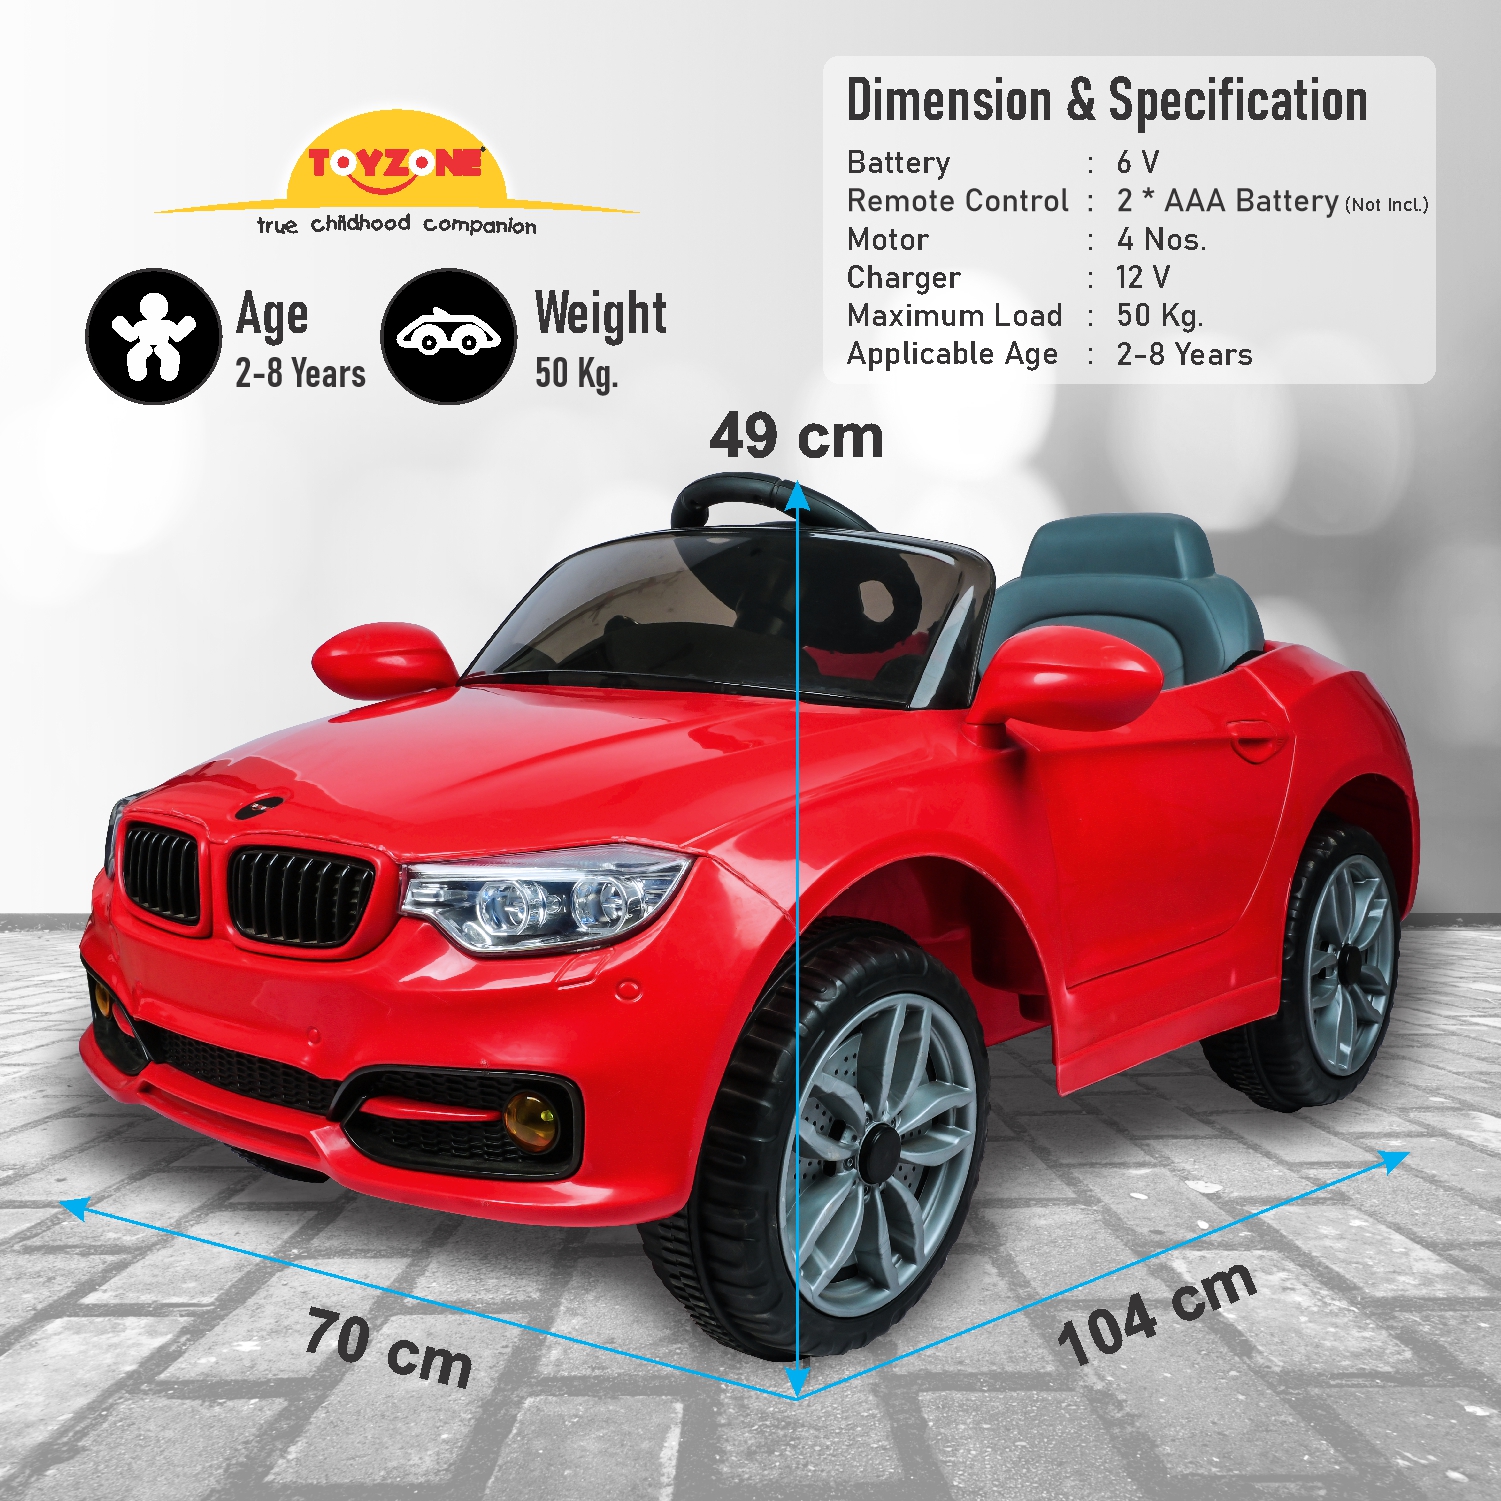 TOYZONE
true childhood companion
Age
2-8 Years
Weight
50 Kg.
Dimension & Specification
Battery : 6 V
Remote Control : 2 * AAA Battery (Not Incl.)
Motor : 4 Nos.
Charger : 12 V
Maximum Load : 50 Kg.
Applicable Age : 2-8 Years
49 cm
70 cm
104 cm